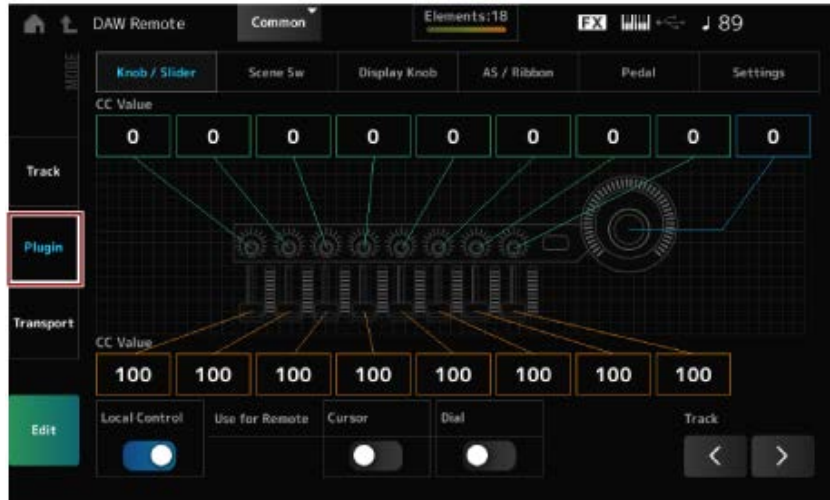 DAW Remote Common Elements:18 FX ♩ 89
MODE
Knob / Slider Scene Sw Display Knob AS / Ribbon Pedal Settings
CC Value
0 0 0 0 0 0 0 0 0
Track
Plugin
Transport
CC Value
100 100 100 100 100 100 100 100
Edit
Local Control Use for Remote Cursor Dial Track